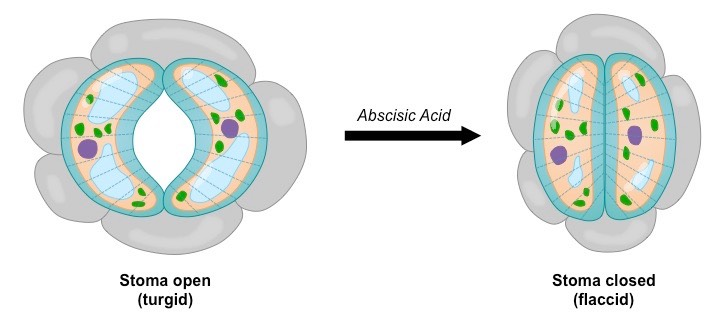 Abscisic Acid
Stoma open
(turgid)
Stoma closed
(flaccid)